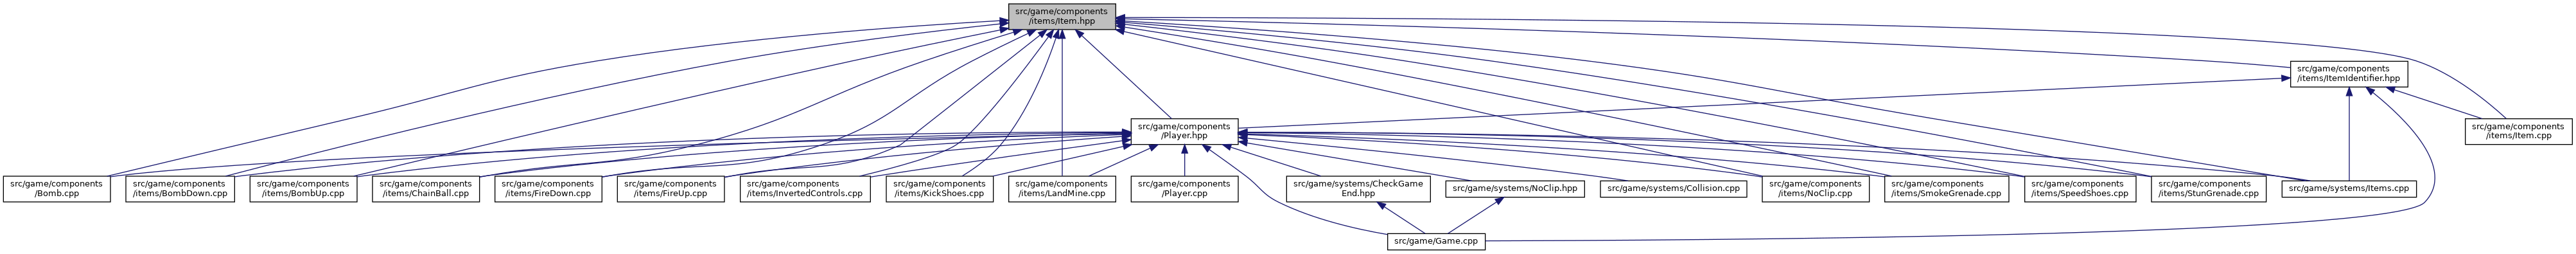 src/game/components
/items/Item.hpp
src/game/components
/items/ItemIdentifier.hpp
src/game/components
/Player.hpp
src/game/components
/items/Item.cpp
src/game/components
/Bomb.cpp
src/game/components
/items/BombDown.cpp
src/game/components
/items/BombUp.cpp
src/game/components
/items/ChainBall.cpp
src/game/components
/items/FireDown.cpp
src/game/components
/items/FireUp.cpp
src/game/components
/items/InvertedControls.cpp
src/game/components
/items/KickShoes.cpp
src/game/components
/items/LandMine.cpp
src/game/components
/Player.cpp
src/game/systems/CheckGame
End.hpp
src/game/systems/NoClip.hpp
src/game/systems/Collision.cpp
src/game/components
/items/NoClip.cpp
src/game/components
/items/SmokeGrenade.cpp
src/game/components
/items/SpeedShoes.cpp
src/game/components
/items/StunGrenade.cpp
src/game/systems/Items.cpp
src/game/Game.cpp